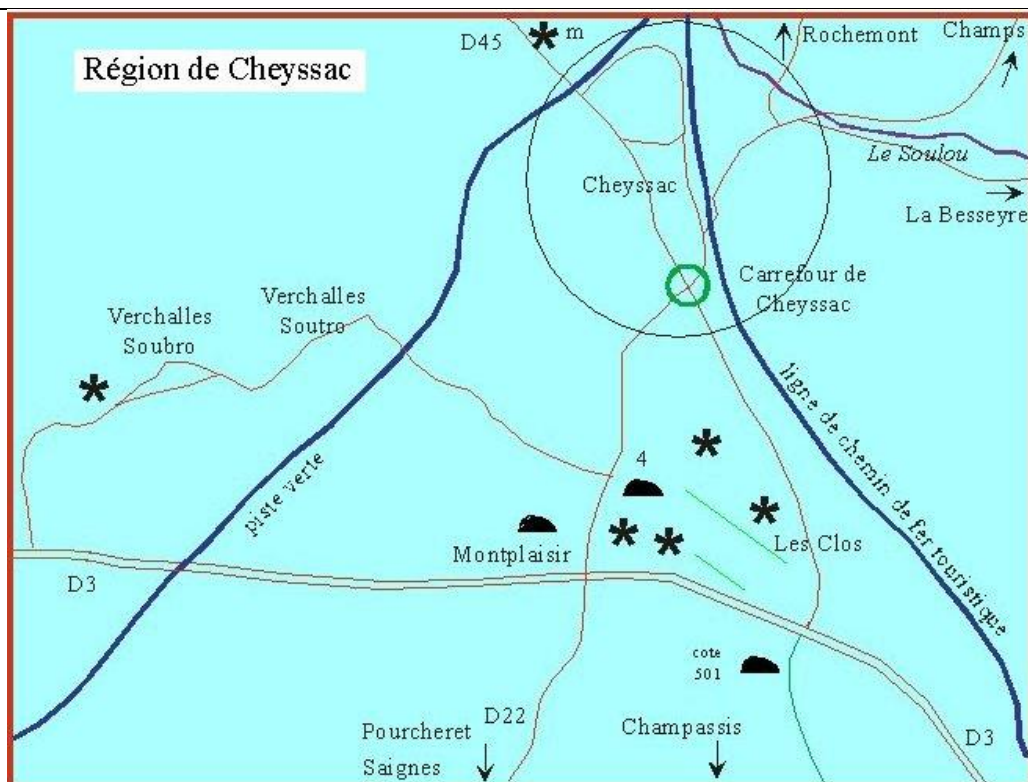 D45
m
Rochemont
Champs
Région de Cheyssac
Le Soulou
Cheyssac
La Besseyre
Carrefour de
Cheyssac
Verchalles
Soutro
Verchalles
Soubro
ligne de chemin de fer touristique
4
piste verte
Montplaisir
Les Clos
D3
cote
501
D22
Pourcheret
Saignes
Champassis
D3